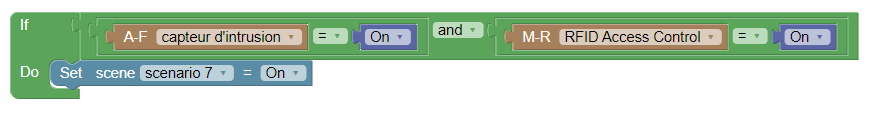 If A-F capteur d'intrusion = On and M-R RFID Access Control = On
Do Set scene scenario 7 = On